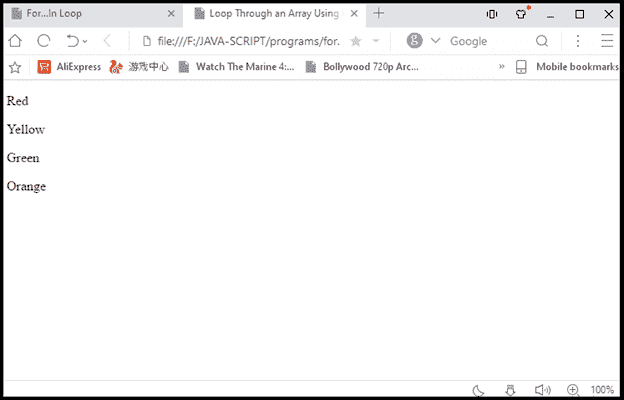 For...In Loop
Loop Through an Array Using
file:///F:/JAVA-SCRIPT/programs/for.
g
Google
AliExpress
游戏中心
Watch The Marine 4:...
Bollywood 720p Arc...
»
Mobile bookmarks
Red
Yellow
Green
Orange
100%